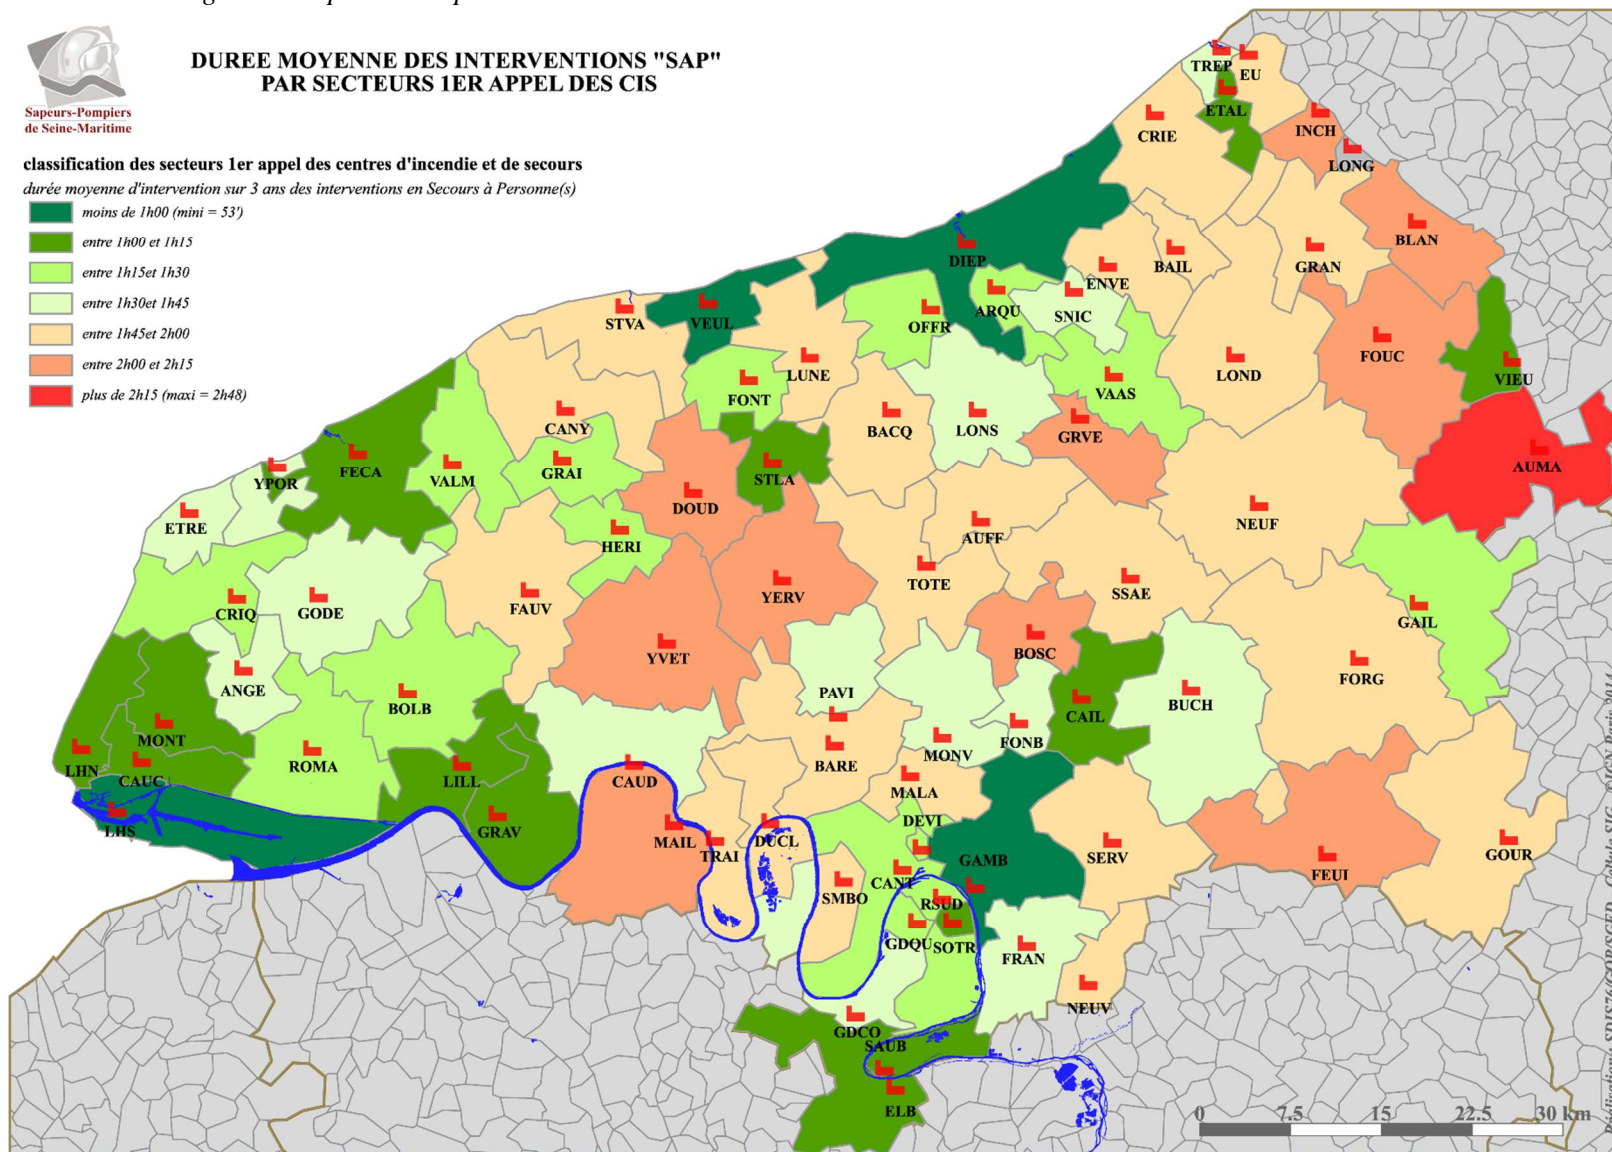 DUREE MOYENNE DES INTERVENTIONS "SAP"
PAR SECTEURS 1ER APPEL DES CIS
Sapeurs-Pompiers
de Seine-Maritime
classification des secteurs 1er appel des centres d'incendie et de secours
durée moyenne d'intervention sur 3 ans des interventions en Secours à Personne(s)
moins de 1h00 (mini = 53')
entre 1h00 et 1h15
entre 1h15et 1h30
entre 1h30et 1h45
entre 1h45et 2h00
entre 2h00 et 2h15
plus de 2h15 (maxi = 2h48)
TREP
EU
ETAL
CRIE
INCH
LONG
BLAN
DIEP
BAIL
GRAN
ENVE
ARQU
SNIC
OFFR
STVA
VEUL
FOUC
VIEU
LUNE
LOND
FONT
VAAS
CANY
BACQ
LONS
GRVE
AUMA
FECA
YPOR
VALM
GRAI
STLA
DOUD
ETRE
NEUF
AUFF
HERI
TOTE
SSAE
YERV
CRIQ
GODE
FAUV
GAIL
BOSC
YVET
FORG
ANGE
PAVI
BOLB
BUCH
CAIL
MONT
FONB
MONV
LHN
CAUC
ROMA
LILL
CAUD
BARE
MALA
LHS
GRAV
DEVI
MAIL
TRAI
DUCL
SERV
GOUR
GAMB
FEUI
CANT
SMBO
RSUD
GDQU
SOTR
FRAN
NEUV
GDCO
SAUB
ELB
0 7.5 15 22.5 30 km